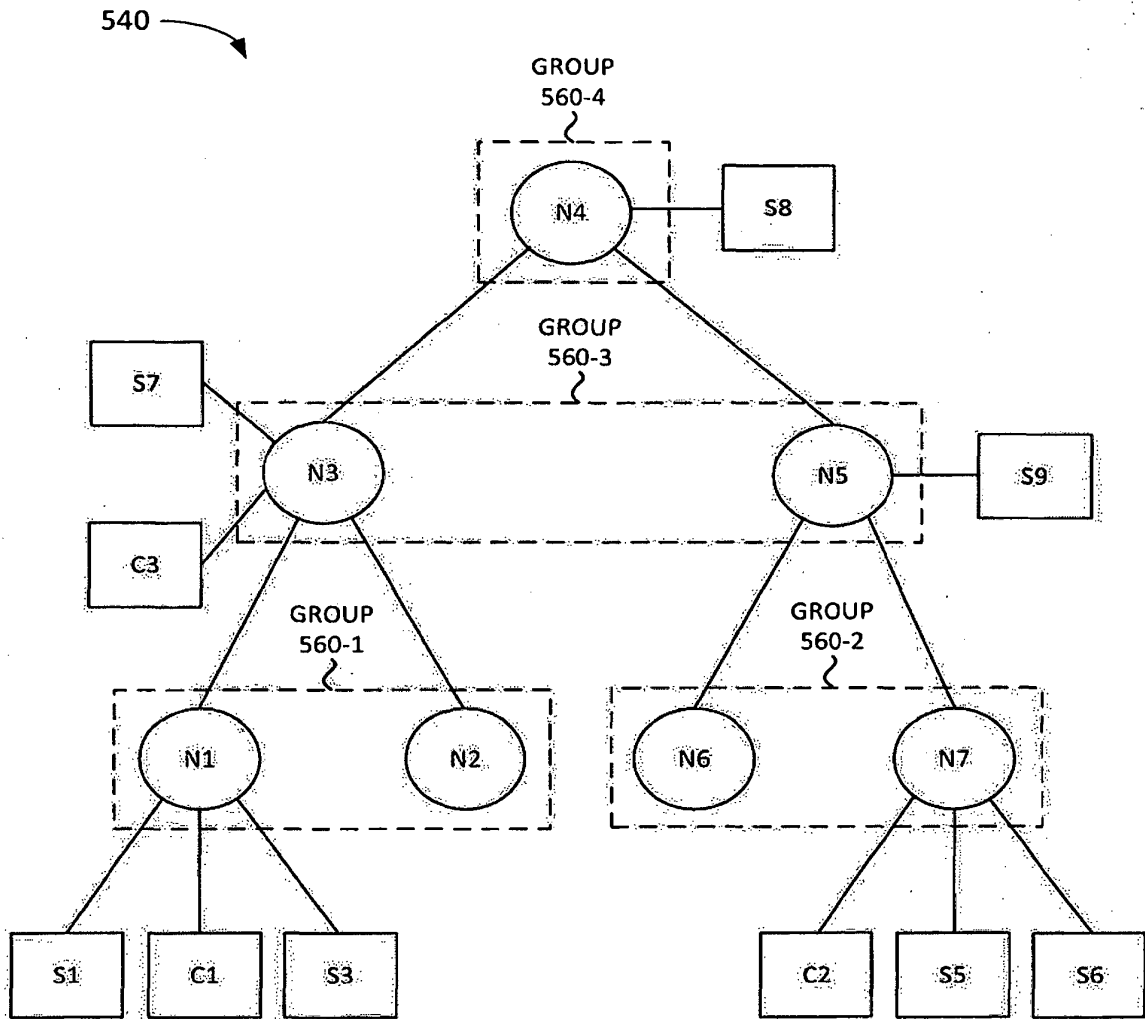 540
GROUP
560-4
N4
S8
GROUP
560-3
S7
N3
N5
S9
C3
GROUP
560-1
GROUP
560-2
N1
N2
N6
N7
S1
C1
S3
C2
S5
S6